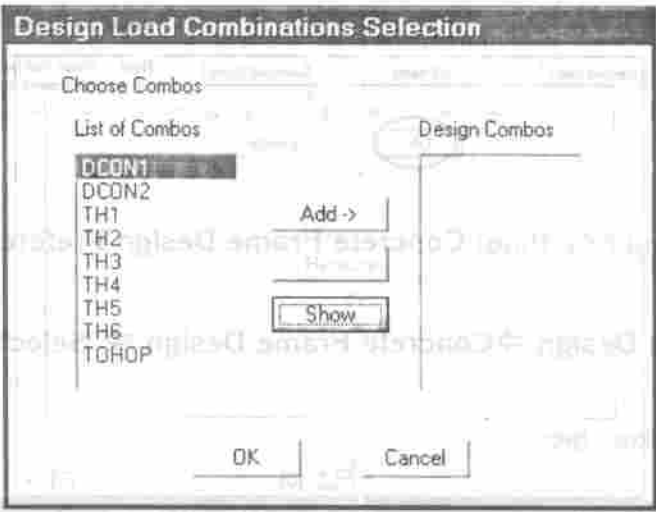 Design Load Combinations Selection
Choose Combos
List of Combos
Design Combos
DCON1
DCON2
TH1
TH2
TH3
TH4
TH5
TH6
TOHOP
Add ->
Show
OK
Cancel